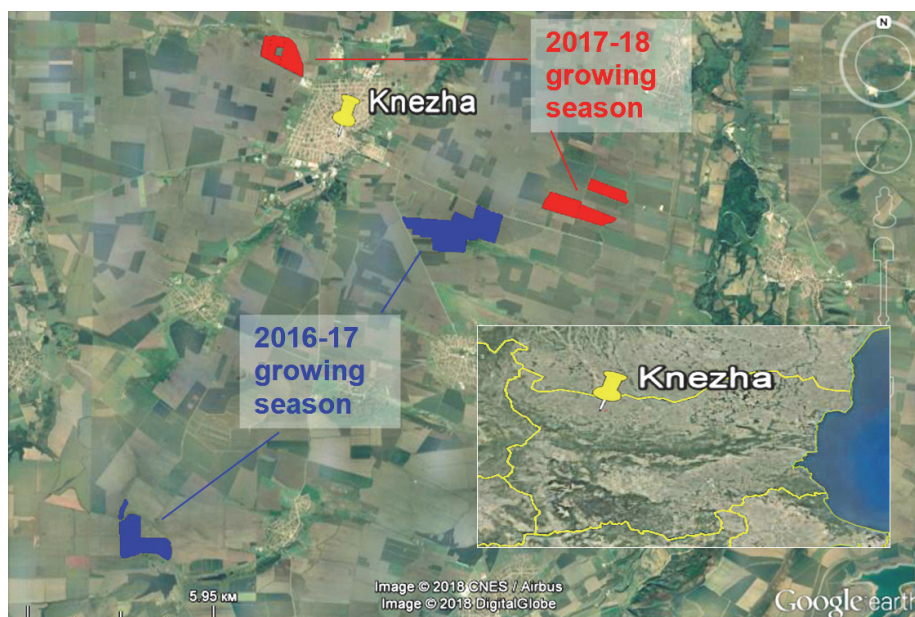 N
2017-18
growing
season
Knezha
2016-17
growing
season
Knezha
5.95 км
Image © 2018 CNES / Airbus
Image © 2018 DigitalGlobe
Google earth